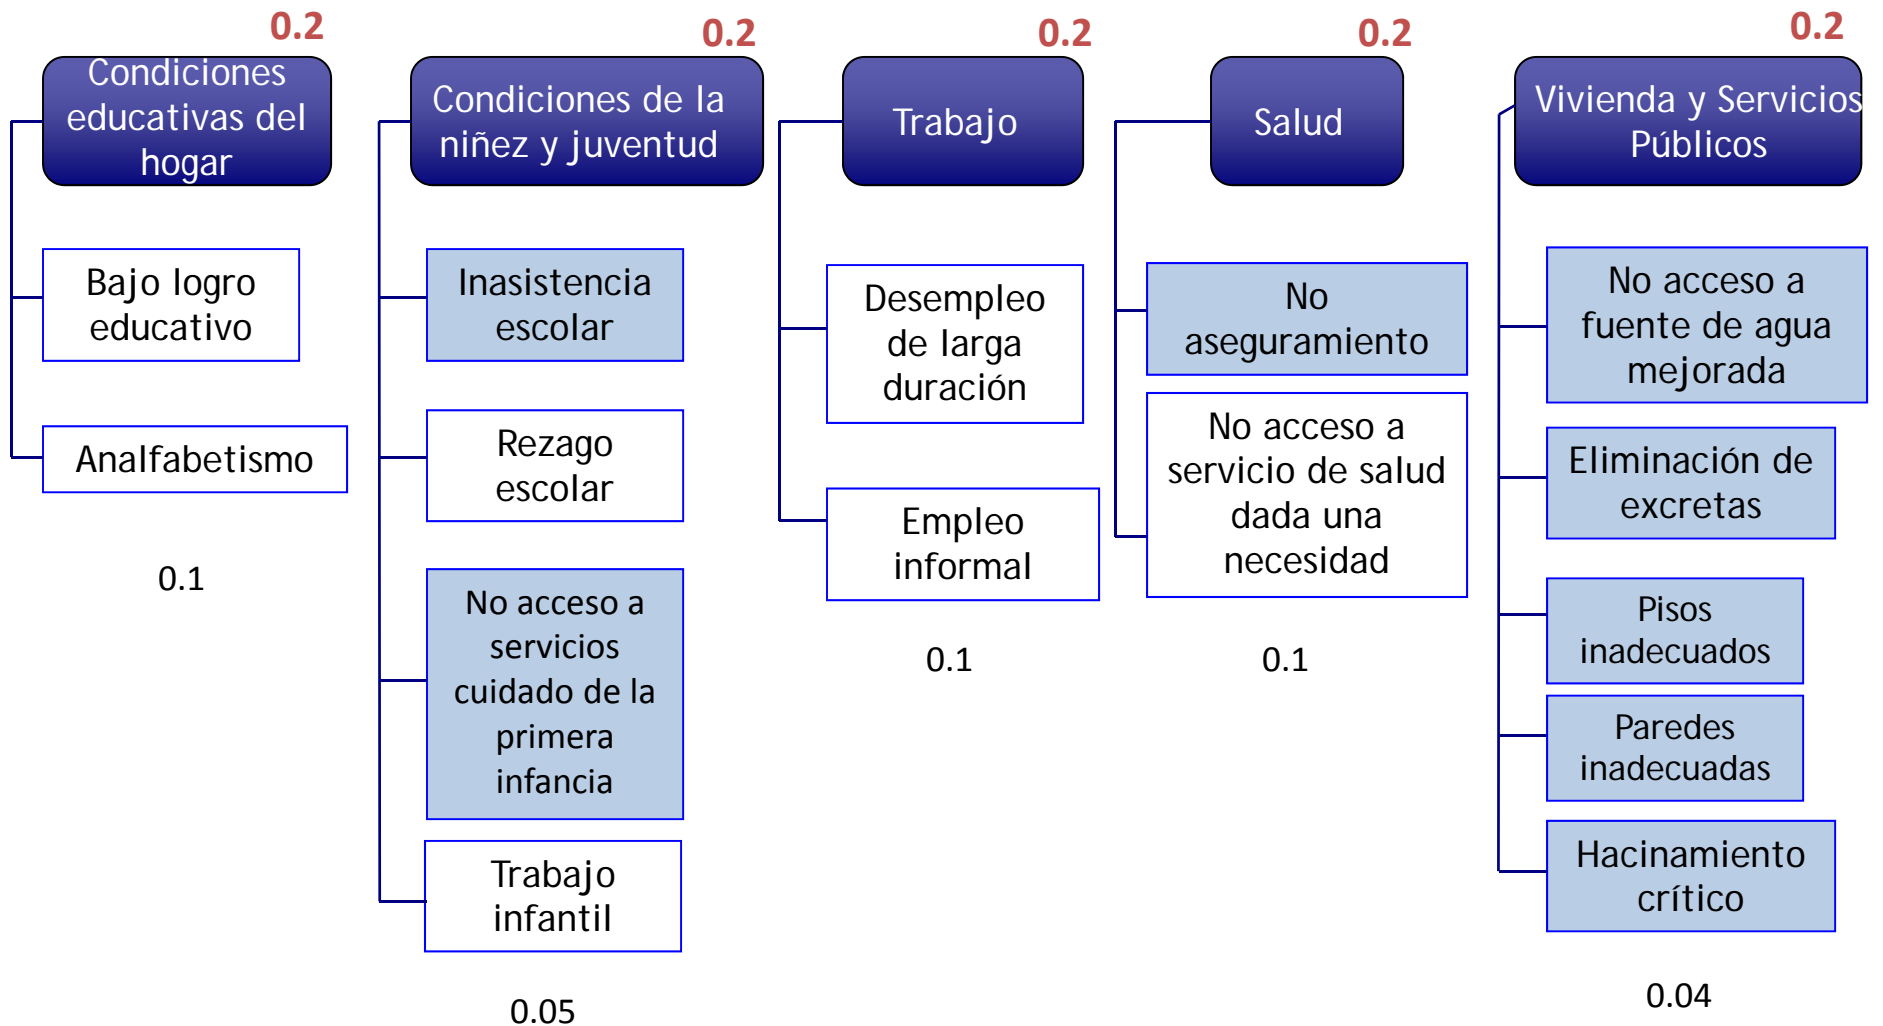 0.2
Condiciones
educativas del
hogar
Bajo logro
educativo
Analfabetismo
0.1
0.2
Condiciones de la
niñez y juventud
Inasistencia
escolar
Rezago
escolar
No acceso a
servicios
cuidado de la
primera
infancia
Trabajo
infantil
0.05
0.2
Trabajo
Desempleo
de larga
duración
Empleo
informal
0.1
0.2
Salud
No
aseguramiento
No acceso a
servicio de salud
dada una
necesidad
0.1
0.2
Vivienda y Servicios
Públicos
No acceso a
fuente de agua
mejorada
Eliminación de
excretas
Pisos
inadecuados
Paredes
inadecuadas
Hacinamiento
crítico
0.04